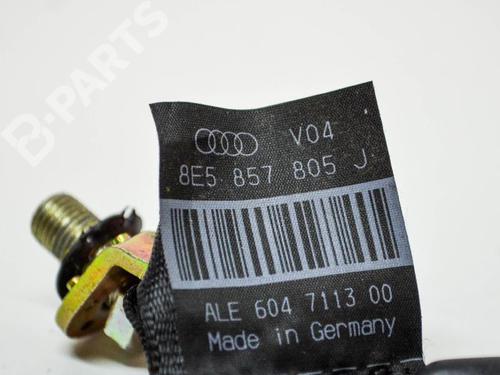 B-PARTS
V04
8E5 857 805 J
ALE 604 7113 00
Made in Germany